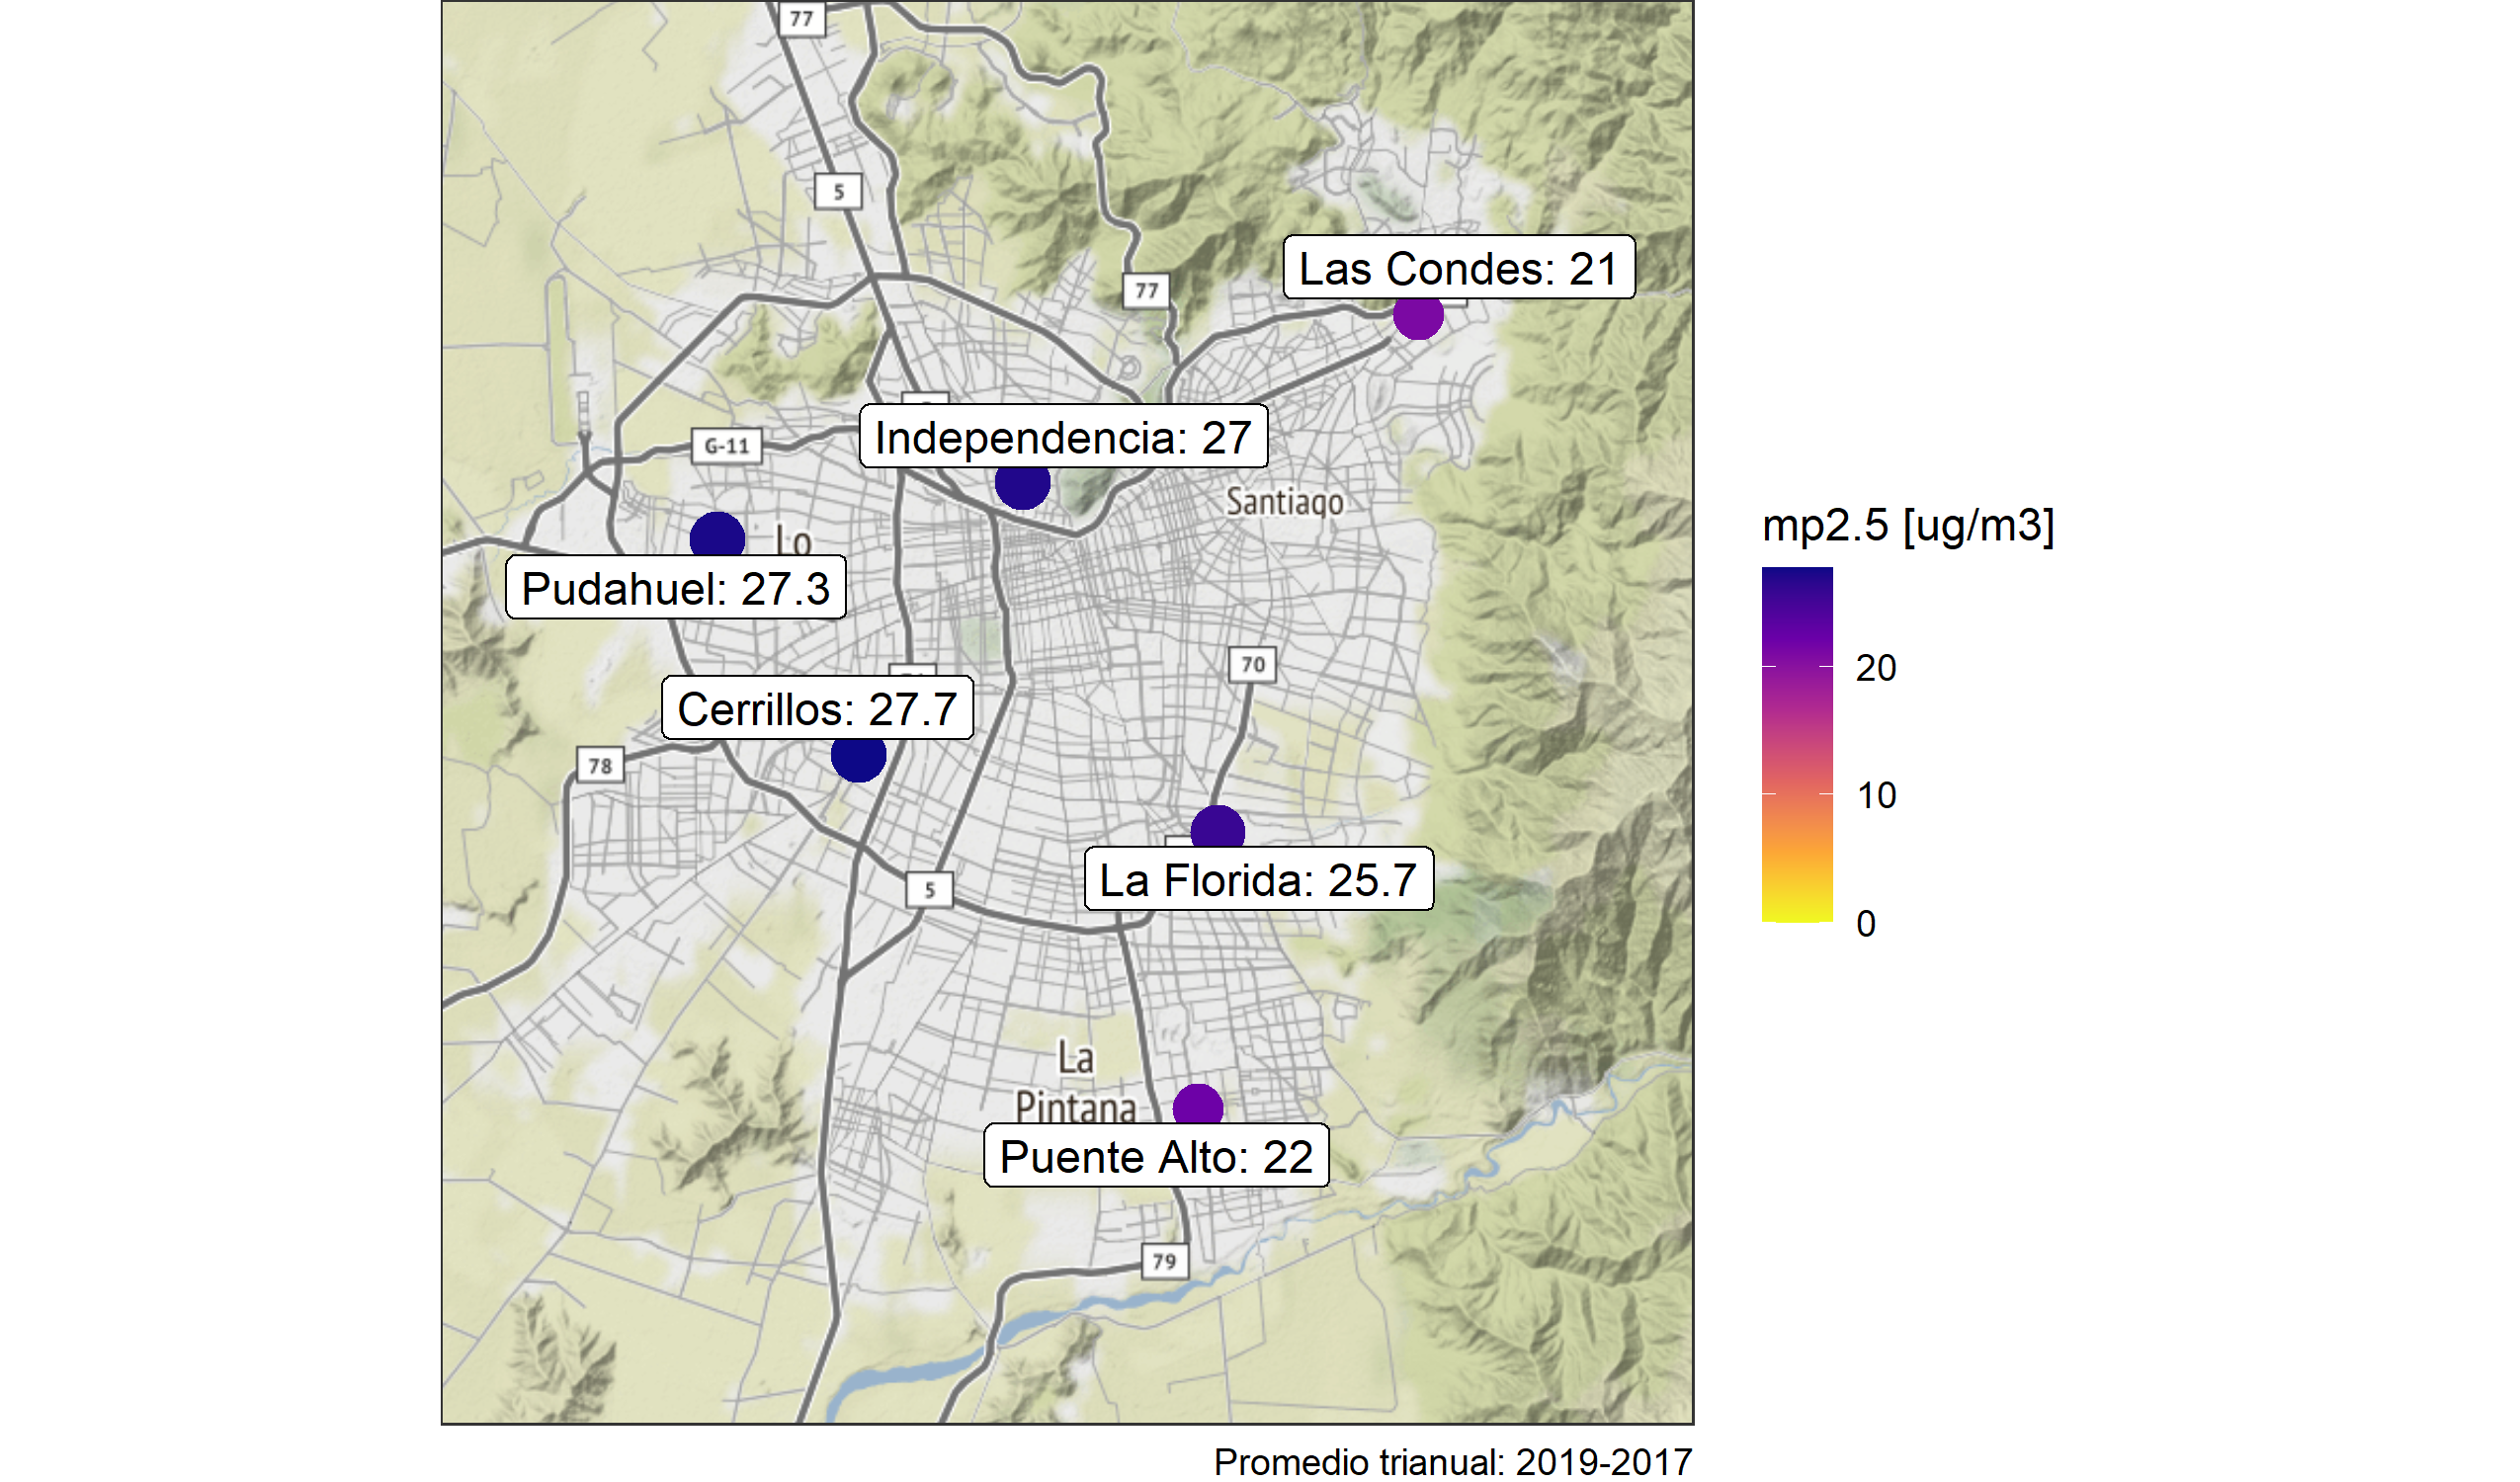 77
5
Las Condes: 21
77
Independencia: 27
G-11
Santiago
mp2.5 [ug/m3]
Lo
Pudahuel: 27.3
20
70
Cerrillos: 27.7
78
10
La Florida: 25.7
5
0
La
Pintana
Puente Alto: 22
79
Promedio trianual: 2019-2017